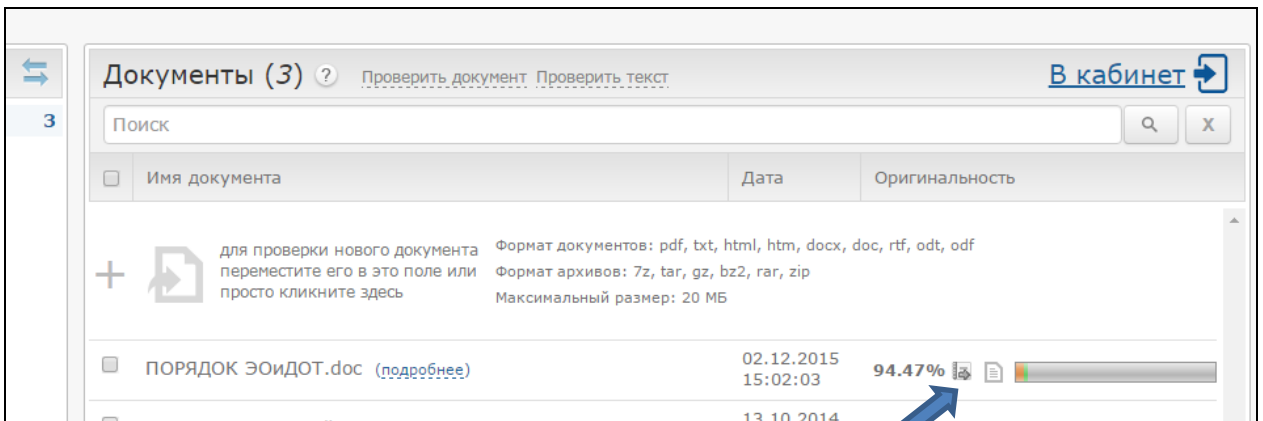 Документы (3) ? Проверить документ Проверить текст В кабинет
3
Поиск X
Имя документа Дата Оригинальность
для проверки нового документа
переместите его в это поле или
просто кликните здесь
Формат документов: pdf, txt, html, htm, docx, doc, rtf, odt, odf
Формат архивов: 7z, tar, gz, bz2, rar, zip
Максимальный размер: 20 МБ
ПОРЯДОК ЭОиДОТ.doc (подробнее) 02.12.2015
15:02:03 94.47%
13.10.2014